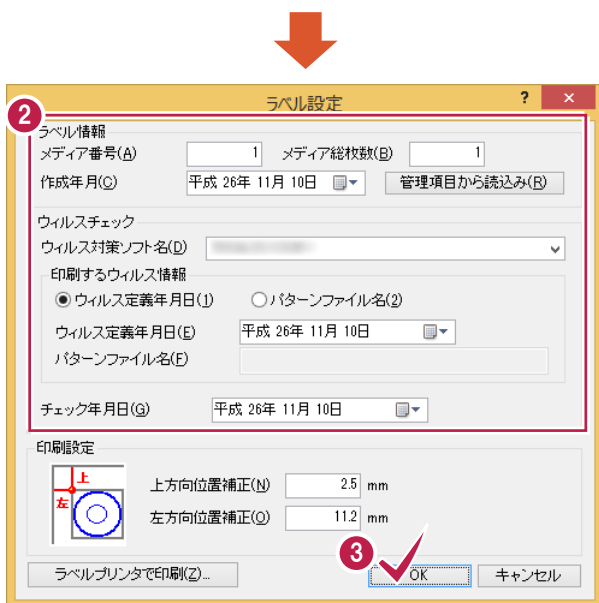 ラベル設定 ? ×
2
ラベル情報
メディア番号(A) 1 メディア総枚数(B) 1
作成年月(C) 平成 26年 11月 10日 管理項目から読込み(R)
ウィルスチェック
ウィルス対策ソフト名(D)
印刷するウィルス情報
ウィルス定義年月日(1) パターンファイル名(2)
ウィルス定義年月日(E) 平成 26年 11月 10日
パターンファイル名(F)
チェック年月日(G) 平成 26年 11月 10日
印刷設定
上
左
上方向位置補正(N) 2.5 mm
左方向位置補正(O) 11.2 mm
3
ラベルプリンタで印刷(Z)... OK キャンセル